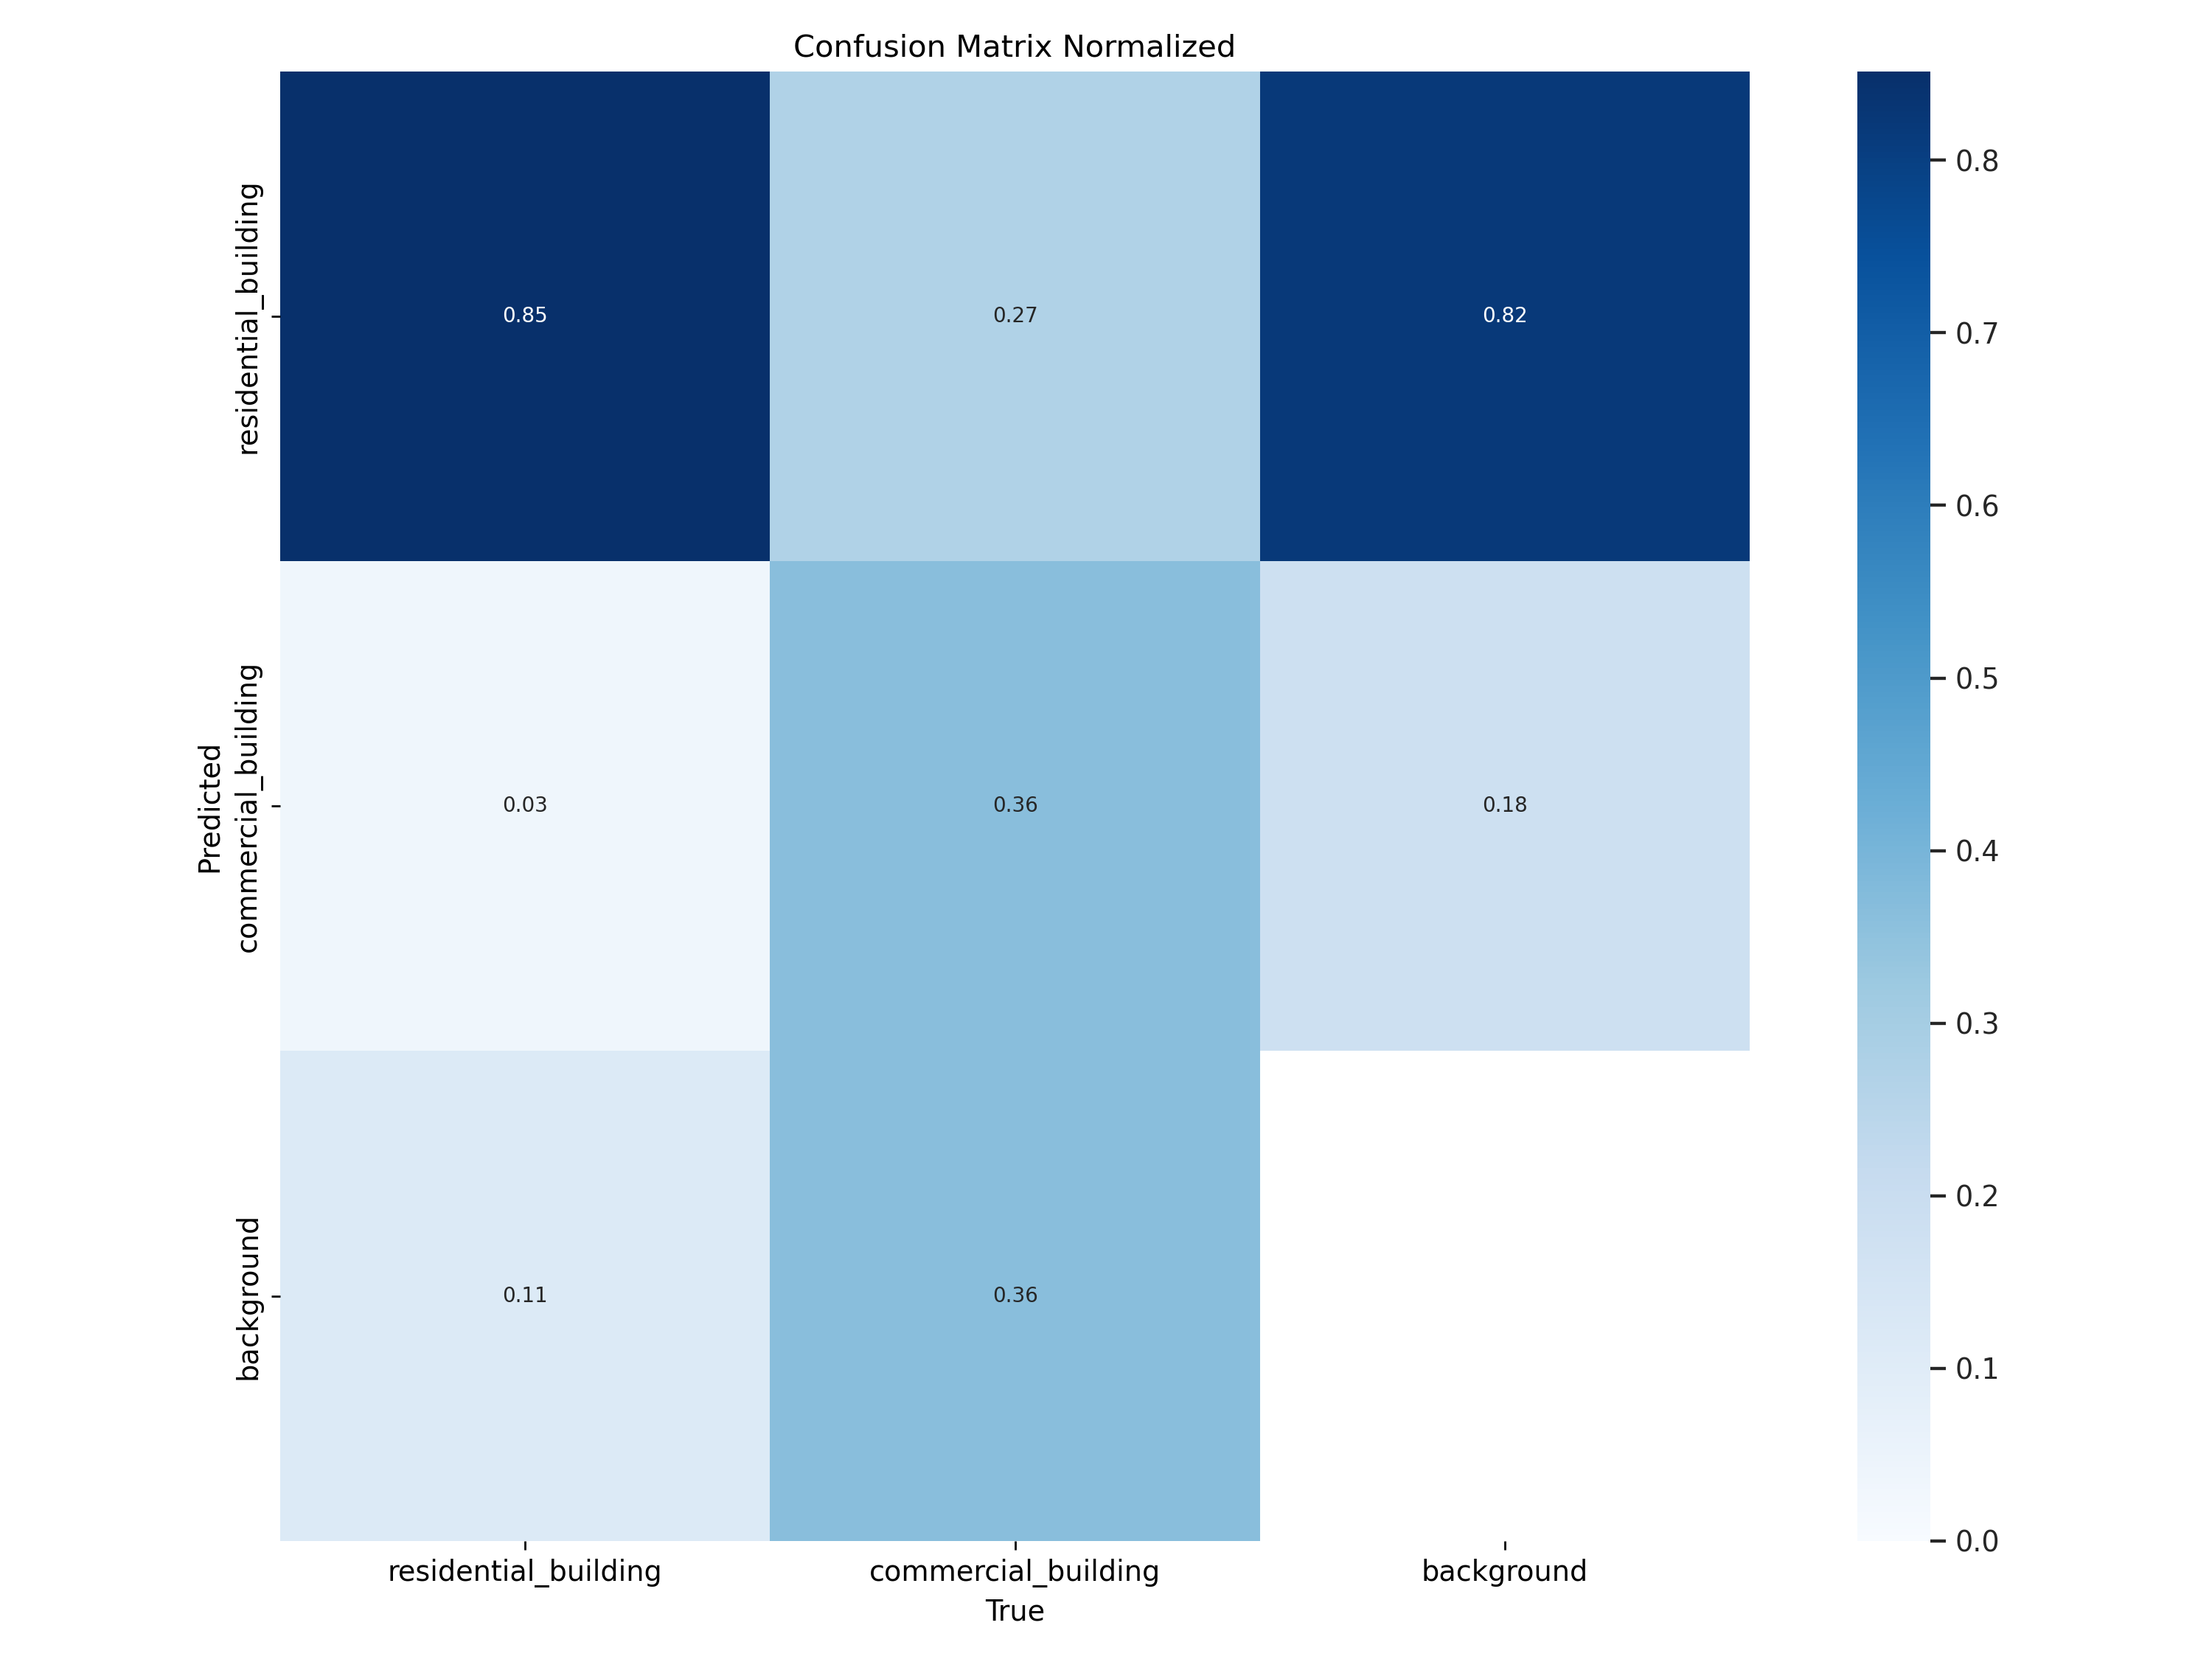 Confusion Matrix Normalized
residential_building
0.85
0.27
0.82
commercial_building
0.03
0.36
0.18
background
0.11
0.36
Predicted
residential_building
commercial_building
background
True
0.8
0.7
0.6
0.5
0.4
0.3
0.2
0.1
0.0